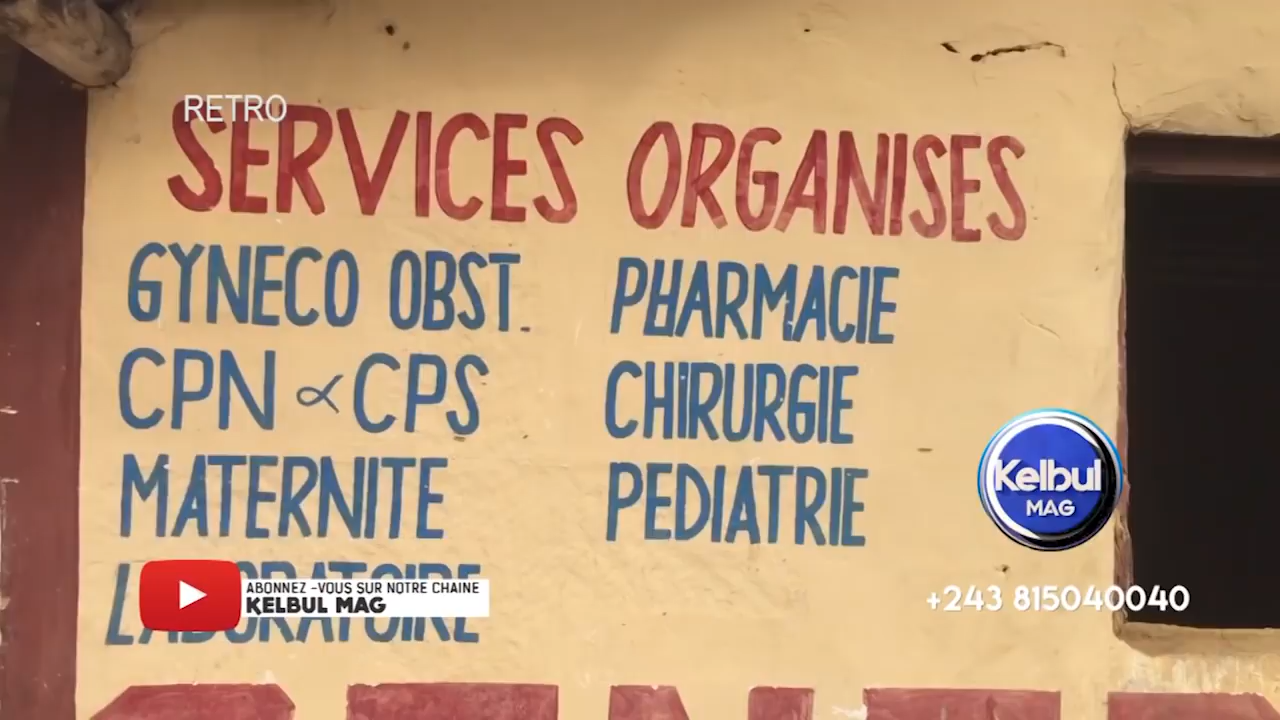 RETRO
SERVICES ORGANISES
GYNECO OBST.
CPN & CPS
MATERNITE
LABORATOIRE
PHARMACIE
CHIRURGIE
PEDIATRIE
Kelbul
MAG
+243 815040040
ABONNEZ -VOUS SUR NOTRE CHAINE
KELBUL MAG